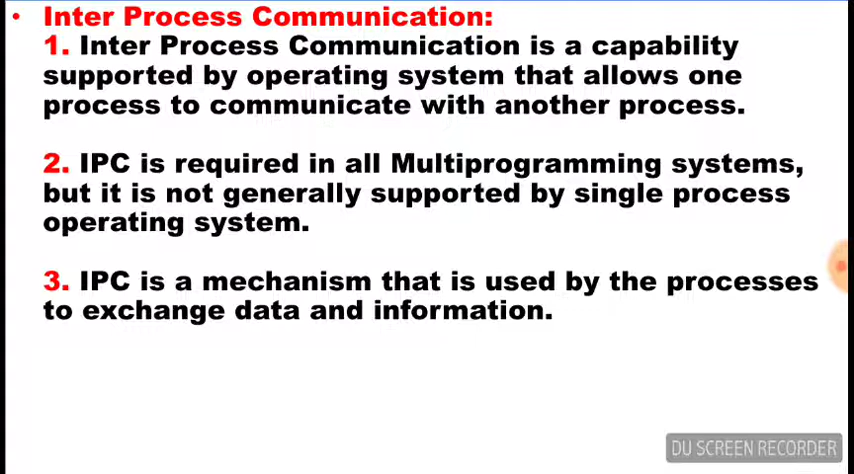 • Inter Process Communication:
1. Inter Process Communication is a capability
supported by operating system that allows one
process to communicate with another process.
2. IPC is required in all Multiprogramming systems,
but it is not generally supported by single process
operating system.
3. IPC is a mechanism that is used by the processes
to exchange data and information.
DU SCREEN RECORDER